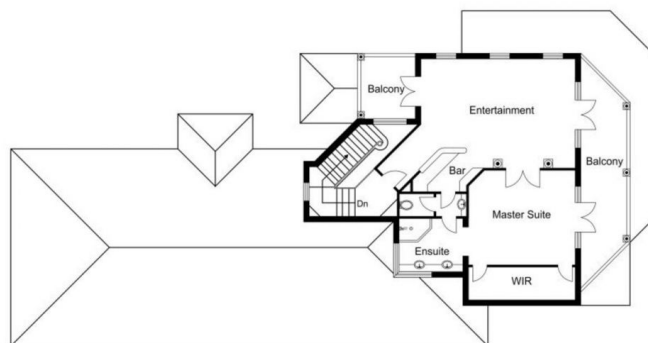 Balcony
Entertainment
Bar
Balcony
Dn
Master Suite
Ensuite
WIR